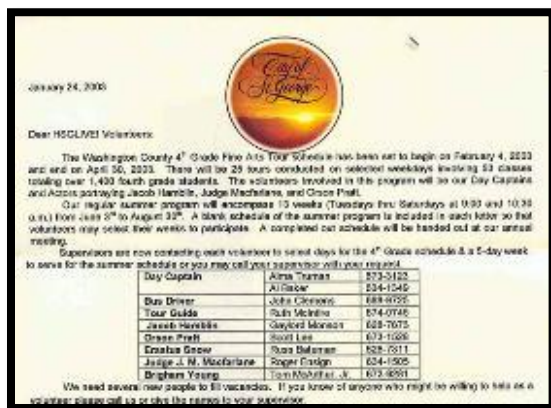 City of
St George
January 24, 2003
Dear HSGLIVE! Volunteers:
The Washington County 4th Grade Fine Arts Tour schedule has been set to begin on February 4, 2003
and end on April 30, 2003. There will be 28 tours conducted on selected weekdays involving 53 classes
totaling over 1,400 fourth grade students. The volunteers involved in this program will be our Day Captains
and Actors portraying Jacob Hamblin, Judge Macfarlane, and Orson Pratt.
Our regular summer program will encompass 13 weeks (Tuesdays thru Saturdays at 9:00 and 10:30
a.m.) from June 3rd to August 30th. A blank schedule of the summer program is included in each letter so that
volunteers may select their weeks to participate. A completed out schedule will be handed out at our annual
meeting.
Supervisors are now contacting each volunteer to select days for the 4th Grade schedule & a 5-day week
to serve for the summer schedule or you may call your supervisor with your request.
Day Captain Alma Truman 673-3123
Al Baker 634-1349
Bus Driver John Clemons
Tour Guide Ruth McIntire 674-0746
Jacob Hamblin Gaylord Monson 628-7673
Orson Pratt Scott Lee 673-1528
Erastus Snow Russ Bateman 628-7311
Judge J. M. Macfarlane Roger Ensign 634-1505
Brigham Young Tom McArthur, Jr. 673-8281
We need several new people to fill vacancies. If you know of anyone who might be willing to help as a
volunteer please call us or give the names to your supervisor.